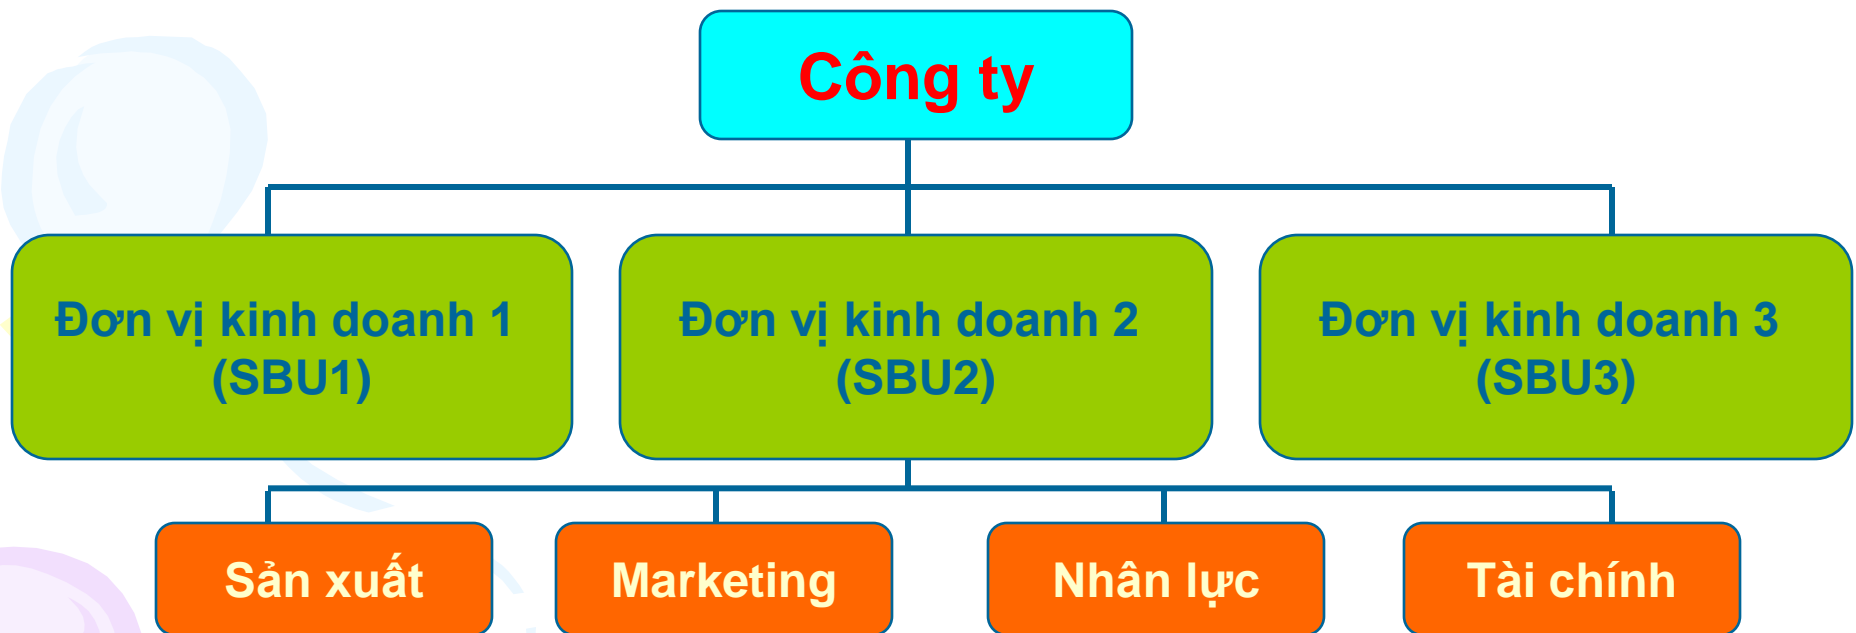 Công ty
Đơn vị kinh doanh 1
(SBU1)
Đơn vị kinh doanh 2
(SBU2)
Đơn vị kinh doanh 3
(SBU3)
Sản xuất
Marketing
Nhân lực
Tài chính